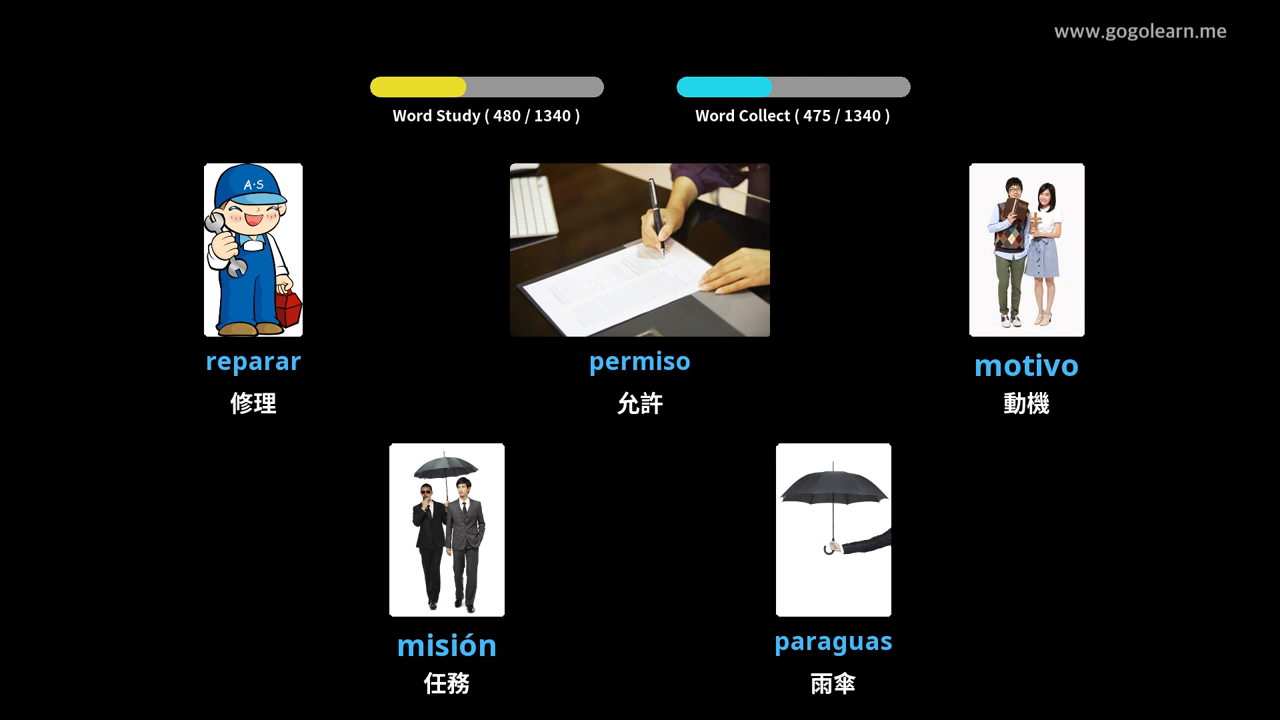 www.gogolearn.me
Word Study ( 480 / 1340 )
Word Collect ( 475 / 1340 )
A·S
reparar
修理
permiso
允許
motivo
動機
misión
任務
paraguas
雨傘